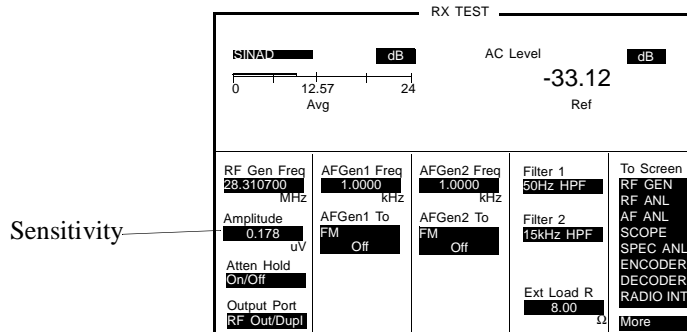 RX TEST
SINAD dB AC Level dB
-33.12
0 12.57 24
Avg Ref
RF Gen Freq AFGen1 Freq AFGen2 Freq Filter 1 To Screen
28.310700 1.0000 1.0000 50Hz HPF RF GEN
MHz kHz kHz RF ANL
Amplitude AFGen1 To AFGen2 To Filter 2 AF ANL
0.178 FM FM 15kHz HPF SCOPE
uV Off Off SPEC ANL
Sensitivity
Atten Hold ENCODER
On/Off DECODER
Ext Load R RADIO INT
Output Port 8.00
RF Out/Dupl Ω More